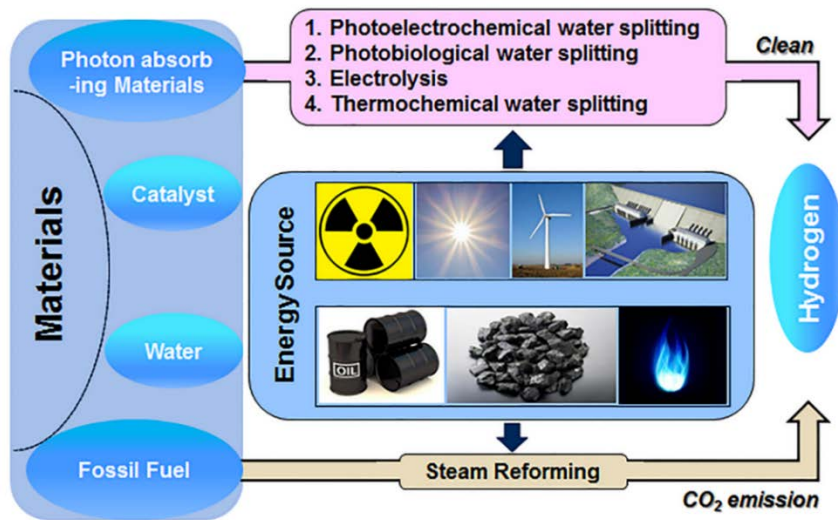 Photon absorb
-ing Materials
1. Photoelectrochemical water splitting
2. Photobiological water splitting
3. Electrolysis
4. Thermochemical water splitting
Clean
Materials
Catalyst
Water
Fossil Fuel
Energy Source
OIL
Hydrogen
Steam Reforming
CO₂ emission